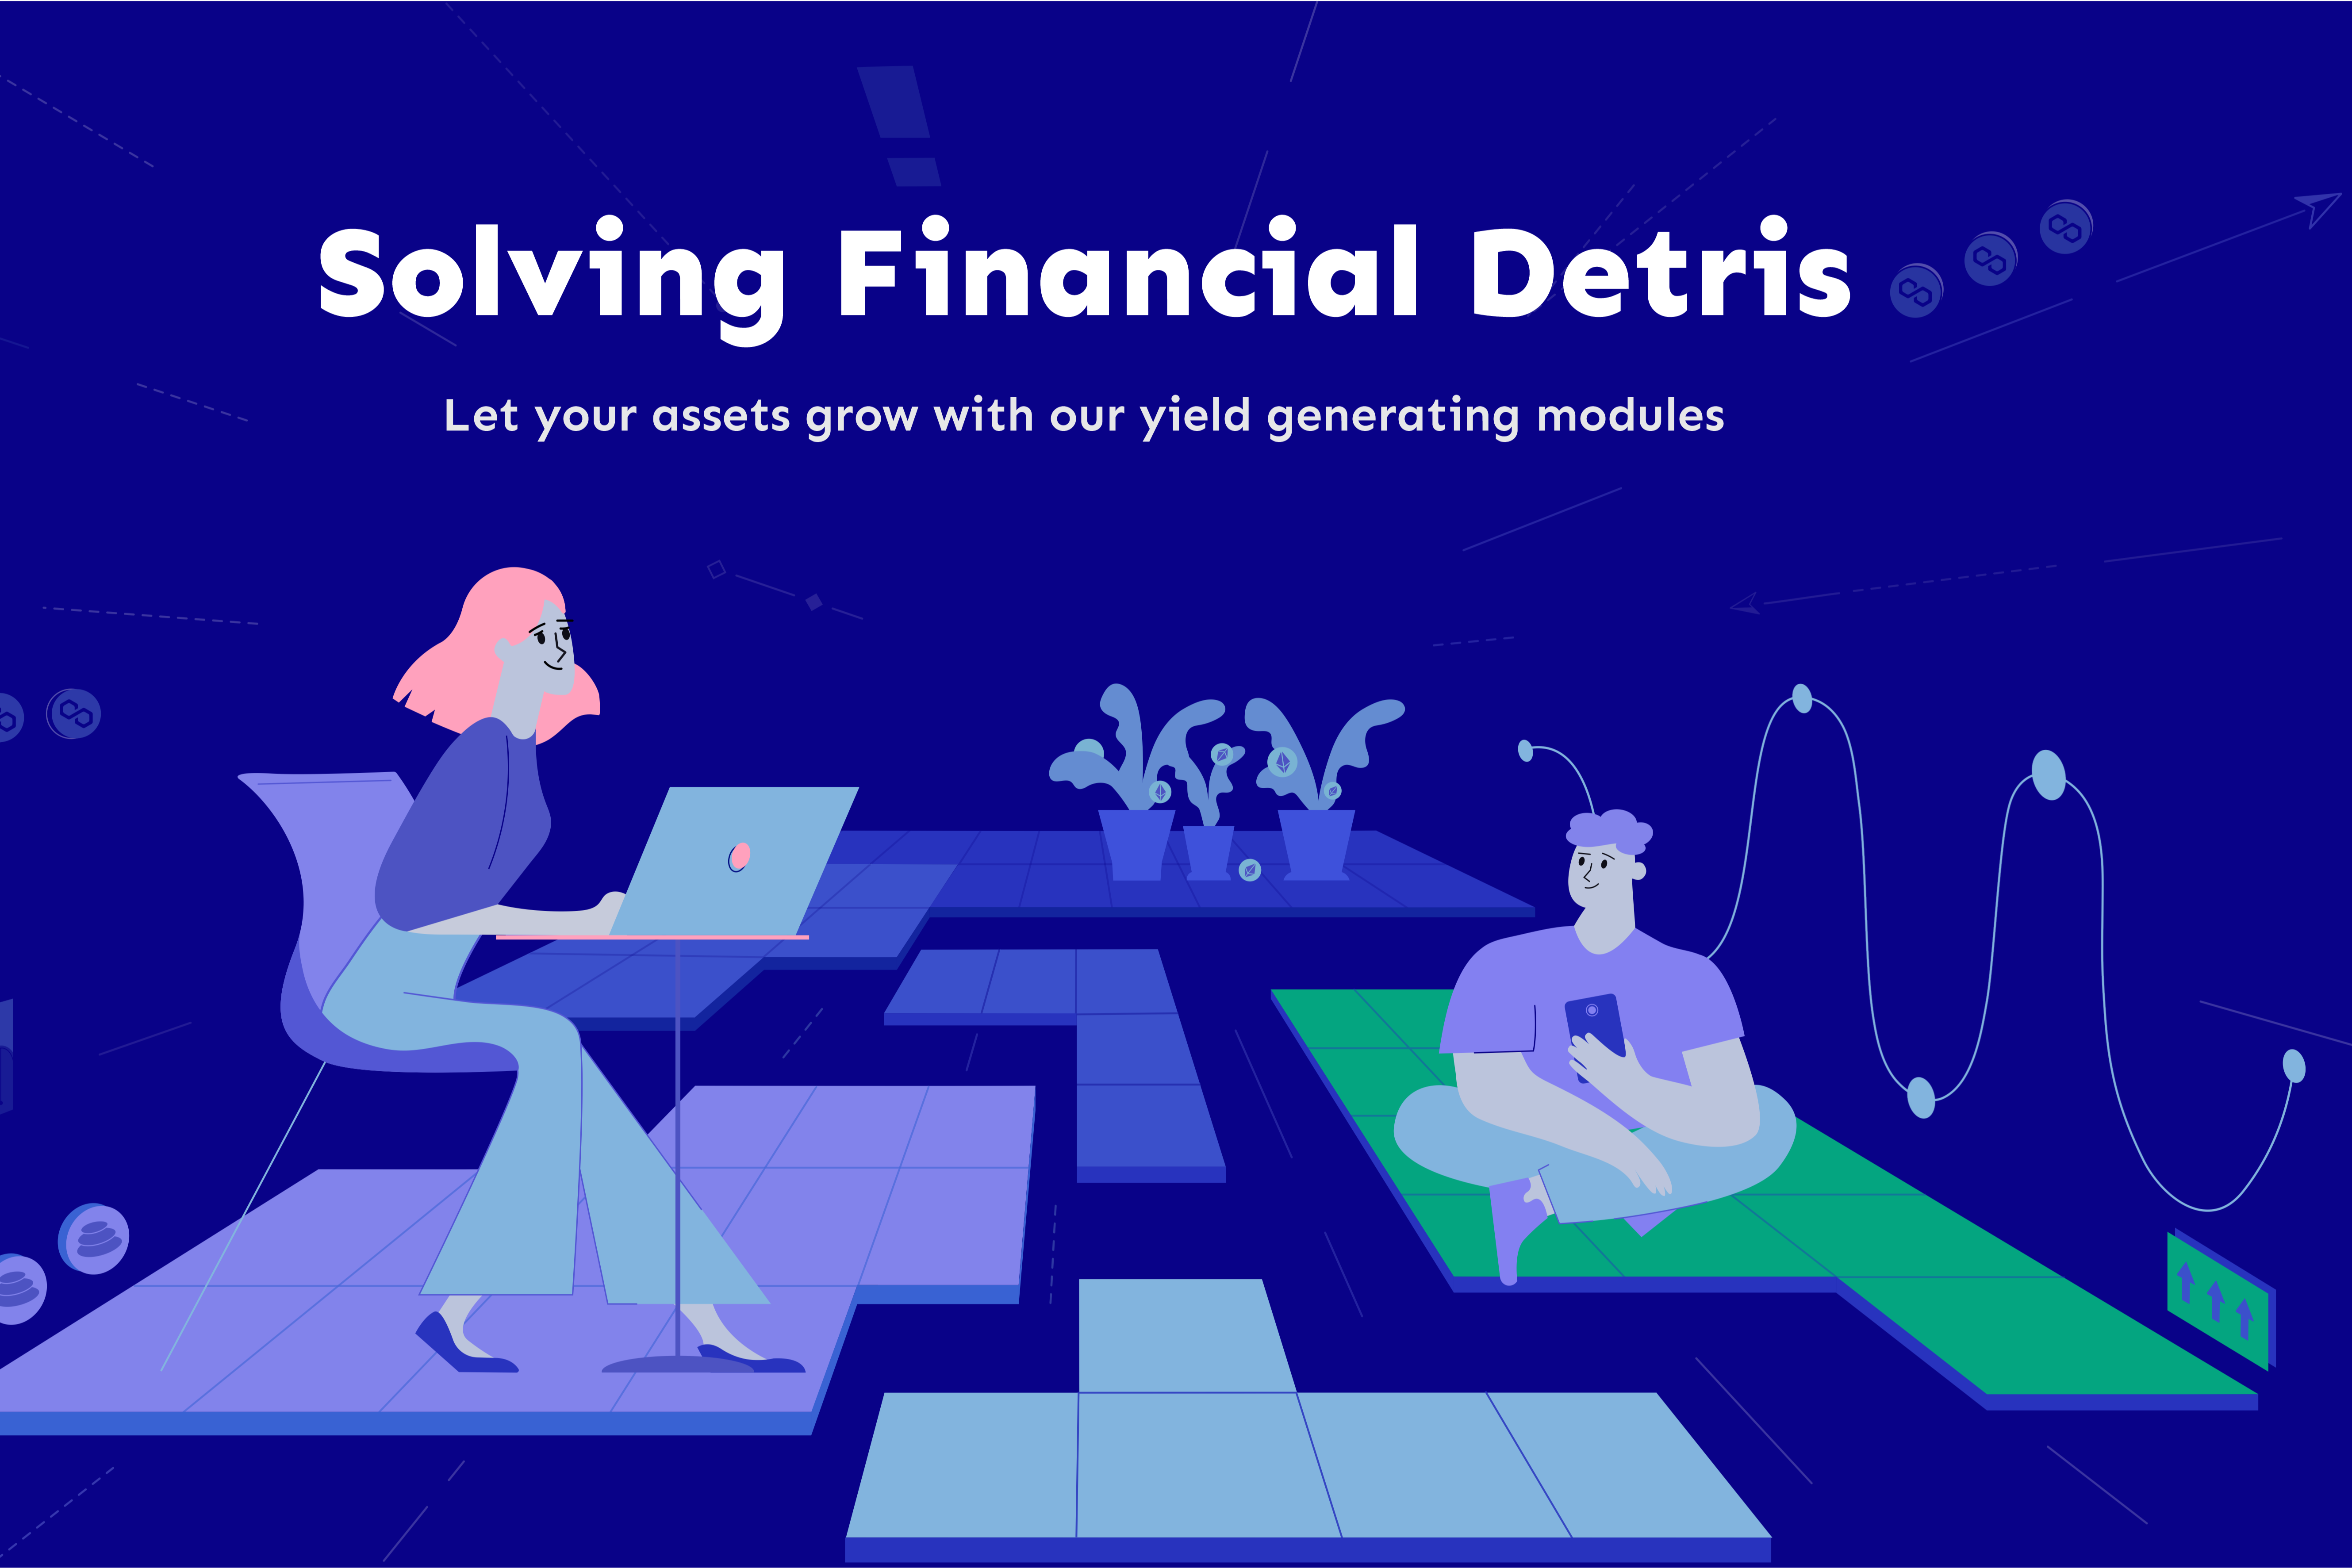 Solving Financial Detris
Let your assets grow with our yield generating modules